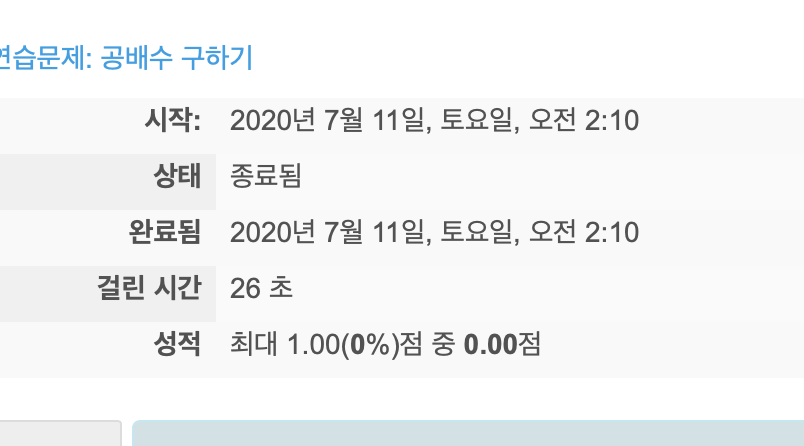 연습문제: 공배수 구하기
시작: 2020년 7월 11일, 토요일, 오전 2:10
상태 종료됨
완료됨 2020년 7월 11일, 토요일, 오전 2:10
걸린 시간 26 초
성적 최대 1.00(0%)점 중 0.00점